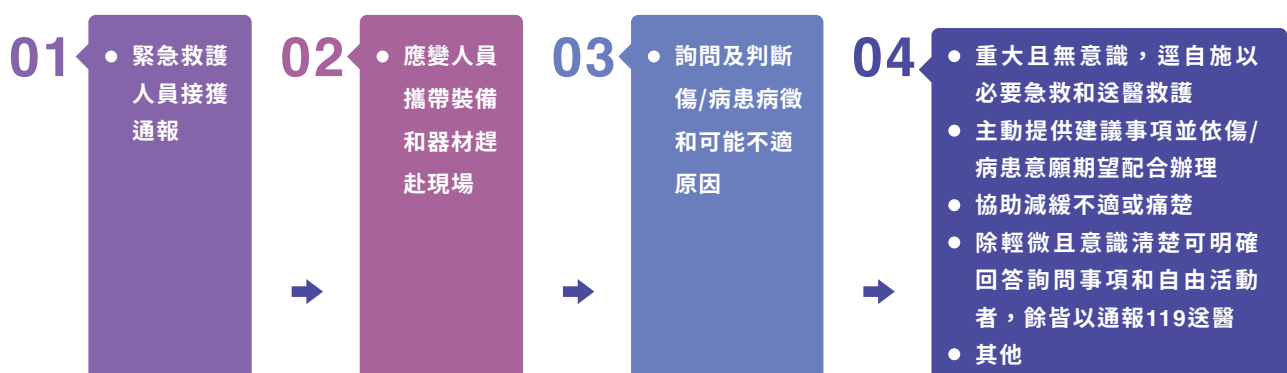 01
● 緊急救護
人員接獲
通報
02
● 應變人員
攜帶裝備
和器材趕
赴現場
03
● 詢問及判斷
傷/病患病徵
和可能不適
原因
04
● 重大且無意識，逕自施以
必要急救和送醫救護
● 主動提供建議事項並依傷/
病患意願期望配合辦理
● 協助減緩不適或痛楚
● 除輕微且意識清楚可明確
回答詢問事項和自由活動
者，餘皆以通報119送醫
● 其他